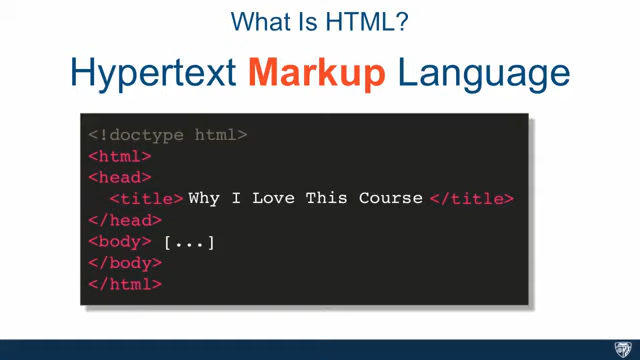 What Is HTML?
Hypertext Markup Language
<!doctype html>
<html>
<head>
<title> Why I Love This Course </title>
</head>
<body> [...]
</body>
</html>